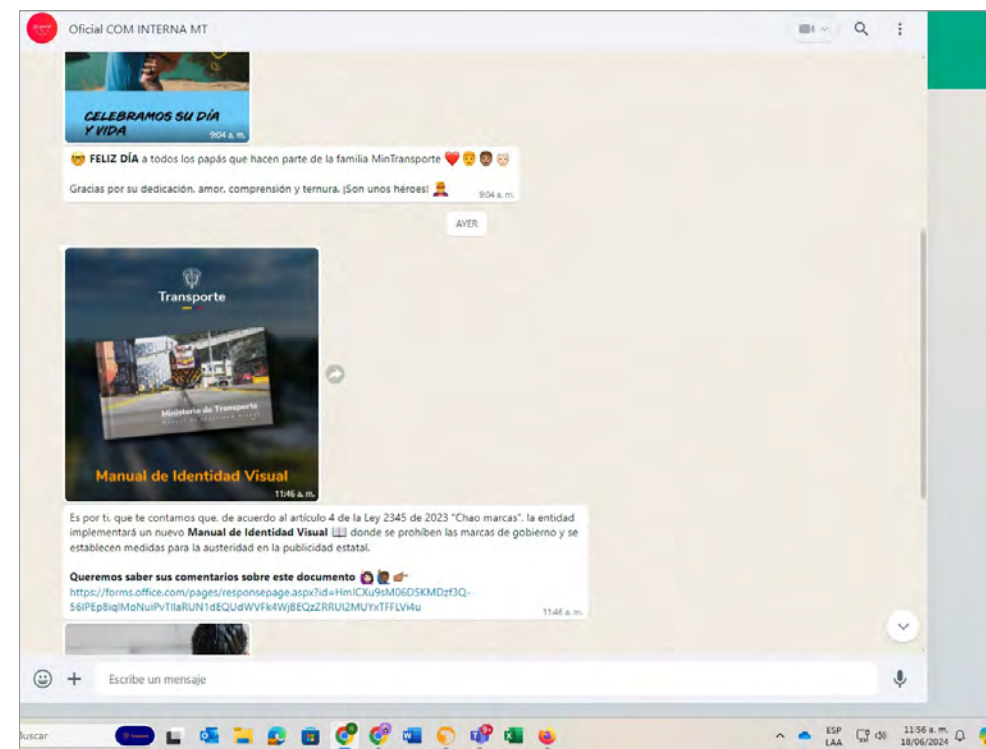 Oficial COM INTERNA MT
CELEBRAMOS SU DÍA
Y VIDA
9:04 a. m.
FELIZ DÍA a todos los papás que hacen parte de la familia MinTransporte
Gracias por su dedicación, amor, comprensión y ternura. ¡Son unos héroes!
9:04 a. m.
AYER
Transporte
Ministerio de Transporte
Manual de Identidad Visual
Manual de Identidad Visual
11:46 a. m.
Es por ti, que te contamos que, de acuerdo al artículo 4 de la Ley 2345 de 2023 "Chao marcas", la entidad
implementará un nuevo Manual de Identidad Visual 📖 donde se prohíben las marcas de gobierno y se
establecen medidas para la austeridad en la publicidad estatal.
Queremos saber sus comentarios sobre este documento
https://forms.office.com/pages/responsepage.aspx?id=HmICXu9sM06D5KMDzf3Q-
11:46 a. m.
Escribe un mensaje
Buscar
ESP
LAA
11:56 a. m.
18/06/2024